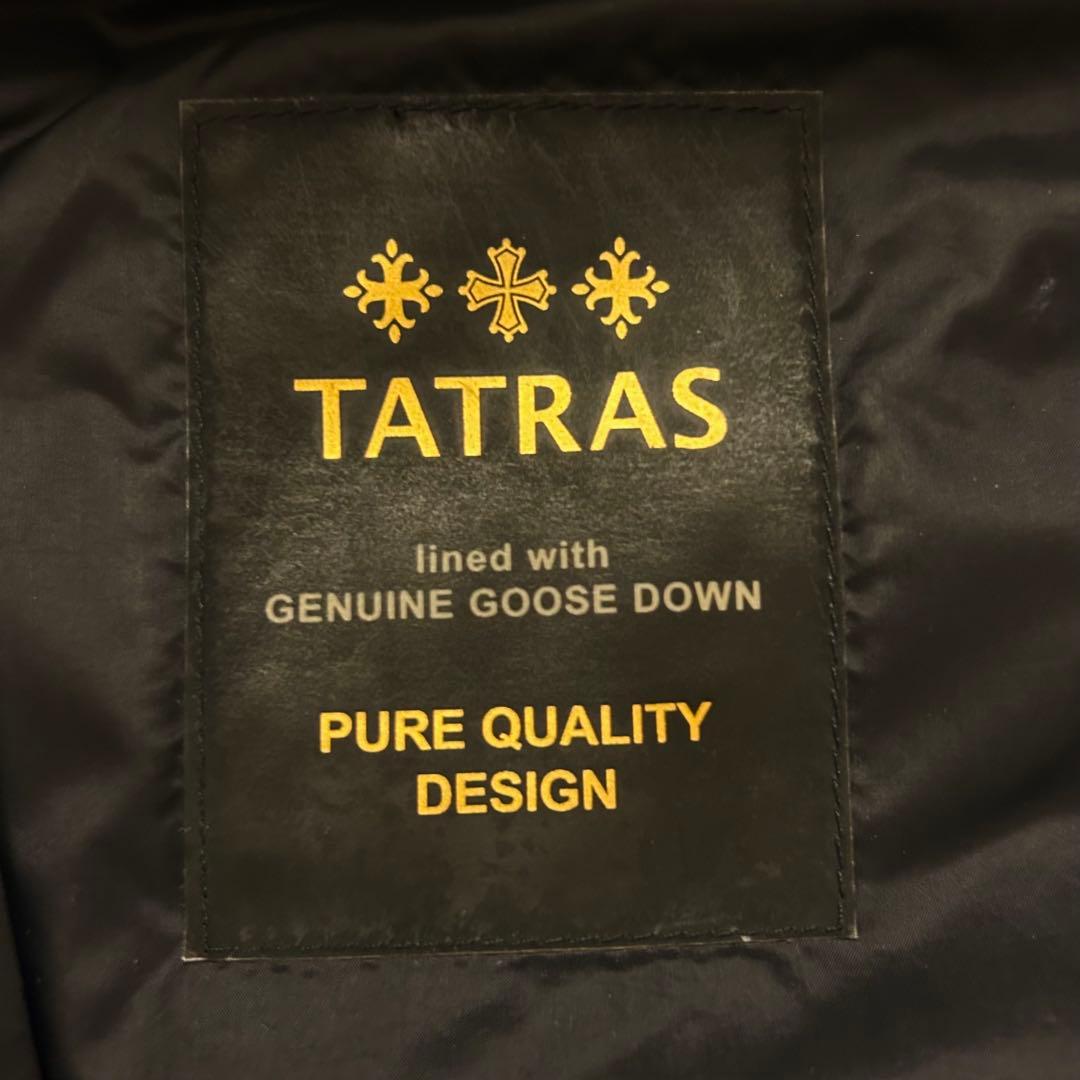 TATRAS
lined with
GENUINE GOOSE DOWN
PURE QUALITY
DESIGN